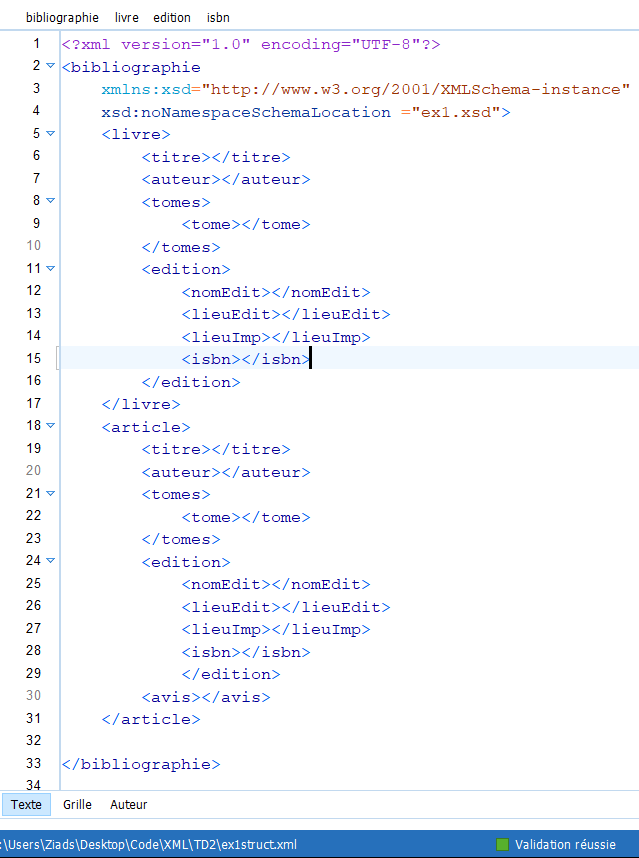 bibliographie livre edition isbn
1 <?xml version="1.0" encoding="UTF-8"?>
2 <bibliographie
3 xmlns:xsd="http://www.w3.org/2001/XMLSchema-instance"
4 xsd:noNamespaceSchemaLocation ="ex1.xsd">
5 <livre>
6 <titre></titre>
7 <auteur></auteur>
8 <tomes>
9 <tome></tome>
10 </tomes>
11 <edition>
12 <nomEdit></nomEdit>
13 <lieuEdit></lieuEdit>
14 <lieuImp></lieuImp>
15 <isbn></isbn>
16 </edition>
17 </livre>
18 <article>
19 <titre></titre>
20 <auteur></auteur>
21 <tomes>
22 <tome></tome>
23 </tomes>
24 <edition>
25 <nomEdit></nomEdit>
26 <lieuEdit></lieuEdit>
27 <lieuImp></lieuImp>
28 <isbn></isbn>
29 </edition>
30 <avis></avis>
31 </article>
32
33 </bibliographie>
34
Texte Grille Auteur
:\Users\Ziads\Desktop\Code\XML\TD2\ex1struct.xml Validation réussie